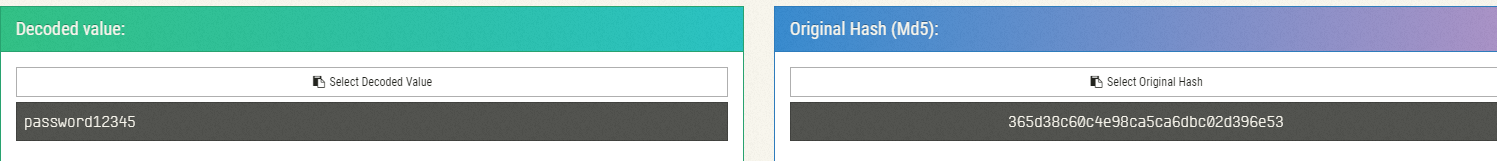 Decoded value:
Select Decoded Value
password12345
Original Hash (Md5):
Select Original Hash
365d38c60c4e98ca5ca6dbc02d396e53